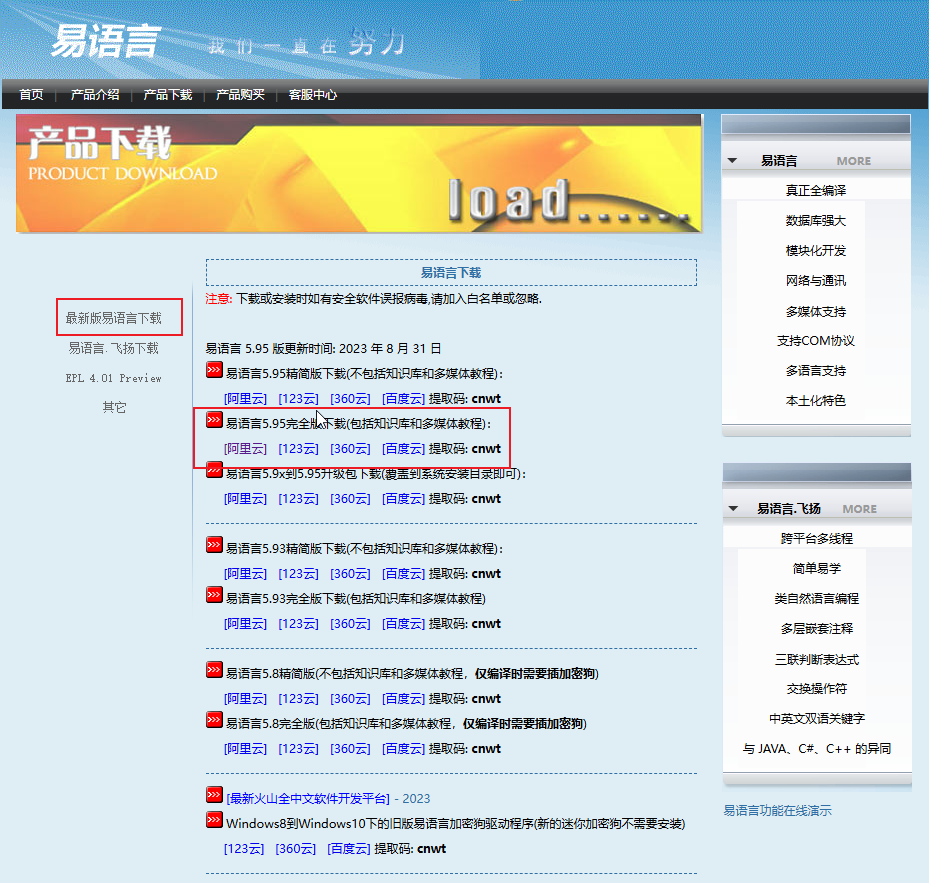 易语言
我们一直在努力
首页 | 产品介绍 | 产品下载 | 产品购买 | 客服中心
产品下载
PRODUCT DOWNLOAD
load......
最新版易语言下载
易语言.飞扬下载
EPL 4.01 Preview
其它
易语言下载
注意: 下载或安装时如有安全软件误报病毒,请加入白名单或忽略.
易语言 5.95 版更新时间: 2023 年 8 月 31 日
易语言5.95精简版下载(不包括知识库和多媒体教程):
[阿里云] [123云] [360云] [百度云] 提取码: cnwt
易语言5.95完全版下载(包括知识库和多媒体教程):
[阿里云] [123云] [360云] [百度云] 提取码: cnwt
易语言5.9x到5.95升级包下载(覆盖到系统安装目录即可):
[阿里云] [123云] [360云] [百度云] 提取码: cnwt
易语言5.93精简版下载(不包括知识库和多媒体教程):
[阿里云] [123云] [360云] [百度云] 提取码: cnwt
易语言5.93完全版下载(包括知识库和多媒体教程)
[阿里云] [123云] [360云] [百度云] 提取码: cnwt
易语言5.8精简版(不包括知识库和多媒体教程，仅编译时需要插加密狗)
[阿里云] [123云] [360云] [百度云] 提取码: cnwt
易语言5.8完全版(包括知识库和多媒体教程，仅编译时需要插加密狗)
[阿里云] [123云] [360云] [百度云] 提取码: cnwt
[最新火山全中文软件开发平台] - 2023
Windows8到Windows10下的旧版易语言加密狗驱动程序(新的迷你加密狗不需要安装)
[123云] [360云] [百度云] 提取码: cnwt
易语言 MORE
真正全编译
数据库强大
模块化开发
网络与通讯
多媒体支持
支持COM协议
多语言支持
本土化特色
易语言.飞扬 MORE
跨平台多线程
简单易学
类自然语言编程
多层嵌套注释
三联判断表达式
交换操作符
中英文双语关键字
与 JAVA、C#、C++ 的异同
易语言功能在线演示